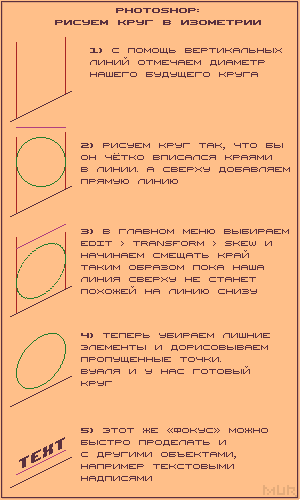 PHOTOSHOP:
РИСУЕМ КРУГ В ИЗОМЕТРИИ
1) С ПОМОЩЬ ВЕРТИКАЛЬНЫХ
ЛИНИЙ ОТМЕЧАЕМ ДИАМЕТР
НАШЕГО БУДУЩЕГО КРУГА
2) РИСУЕМ КРУГ ТАК, ЧТО БЫ
ОН ЧЁТКО ВПИСАЛСЯ КРАЯМИ
В ЛИНИИ. А СВЕРХУ ДОБАВЛЯЕМ
ПРЯМУЮ ЛИНИЮ
3) В ГЛАВНОМ МЕНЮ ВЫБИРАЕМ
EDIT > TRANSFORM > SKEW И
НАЧИНАЕМ СМЕЩАТЬ КРАЙ
ТАКИМ ОБРАЗОМ ПОКА НАША
ЛИНИЯ СВЕРХУ НЕ СТАНЕТ
ПОХОЖЕЙ НА ЛИНИЮ СНИЗУ
4) ТЕПЕРЬ УБИРАЕМ ЛИШНИЕ
ЭЛЕМЕНТЫ И ДОРИСОВЫВАЕМ
ПРОПУЩЕННЫЕ ТОЧКИ.
ВУАЛЯ И У НАС ГОТОВЫЙ
КРУГ
TEXT
5) ЭТОТ ЖЕ «ФОКУС» МОЖНО
БЫСТРО ПРОДЕЛАТЬ И
С ДРУГИМИ ОБЪЕКТАМИ,
НАПРИМЕР ТЕКСТОВЫМИ
НАДПИСЯМИ